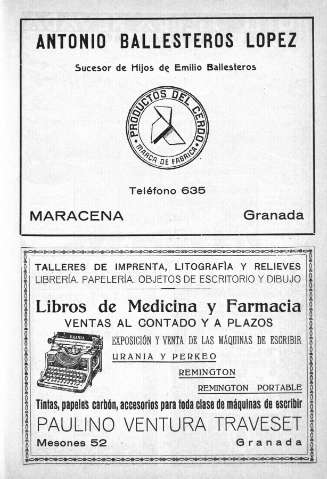 ANTONIO BALLESTEROS LOPEZ
Sucesor de Hijos de Emilio Ballesteros
PRODUCTOS DEL CERDO
MARCA DE FABRICA
Teléfono 635
MARACENA Granada
TALLERES DE IMPRENTA, LITOGRAFÍA Y RELIEVES
LIBRERÍA. PAPELERÍA. OBJETOS DE ESCRITORIO Y DIBUJO
Libros de Medicina y Farmacia
VENTAS AL CONTADO Y A PLAZOS
EXPOSICIÓN Y VENTA DE LAS MÁQUINAS DE ESCRIBIR
URANIA Y PERKEO
REMINGTON
REMINGTON PORTABLE
Tintas, papeles carbón, accesorios para toda clase de máquinas de escribir
PAULINO VENTURA TRAVESET
Mesones 52 Granada